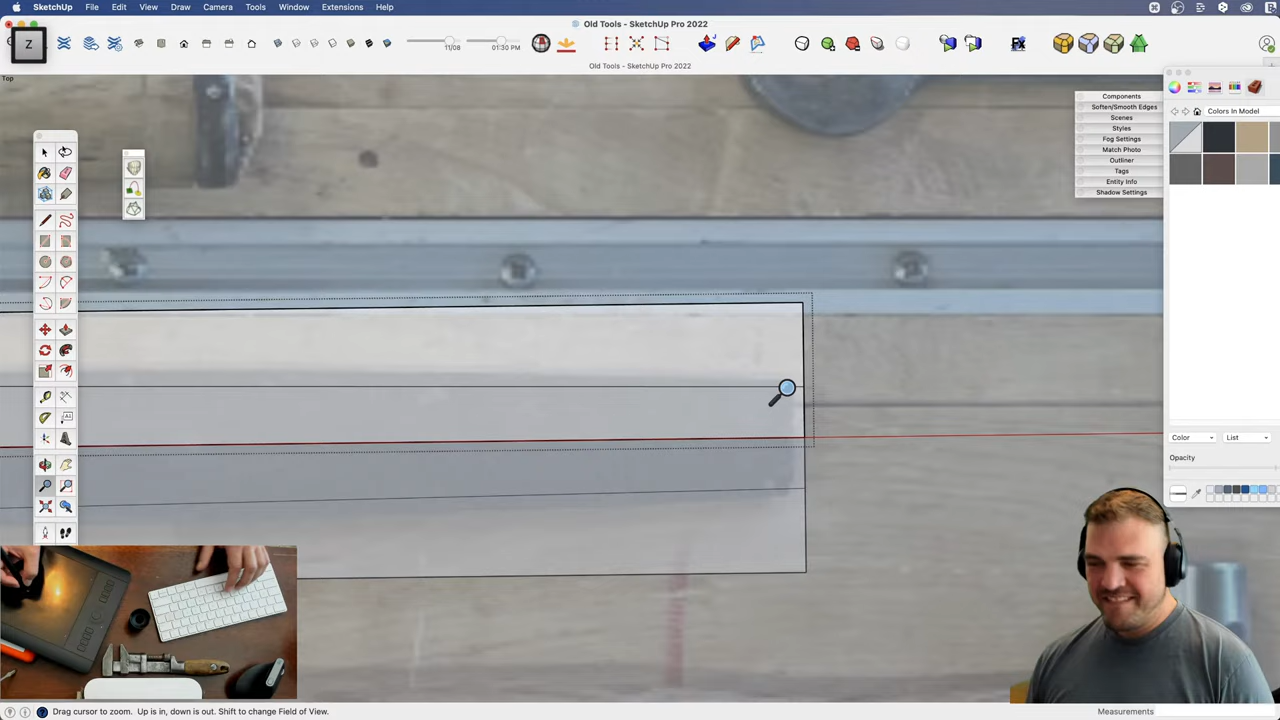 SketchUp File Edit View Draw Camera Tools Window Extensions Help
Old Tools - SketchUp Pro 2022
Z
11/08
01:30 PM
Old Tools - SketchUp Pro 2022
Top
Components
Soften/Smooth Edges
Scenes
Styles
Fog Settings
Match Photo
Outliner
Tags
Entity Info
Shadow Settings
Colors In Model
Color
List
Opacity
Drag cursor to zoom. Up is in, down is out. Shift to change Field of View.
Measurements